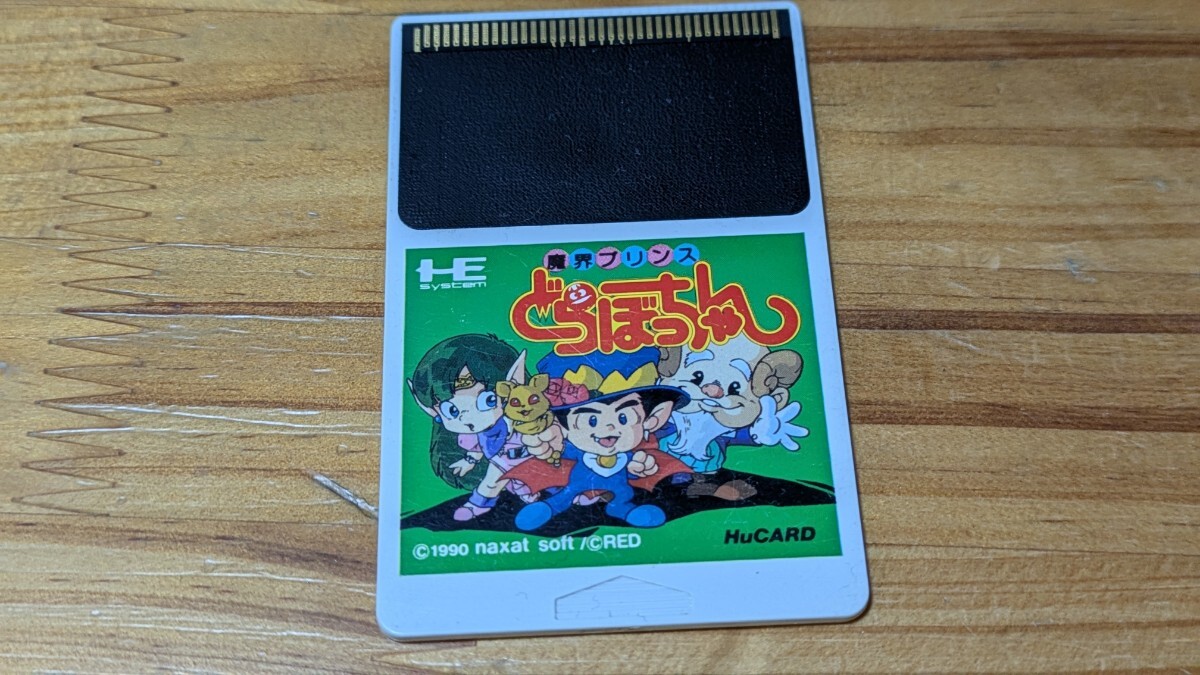 HE
system
魔界プリンス
どらぼっちゃん
©1990 naxat soft /©RED
HuCARD